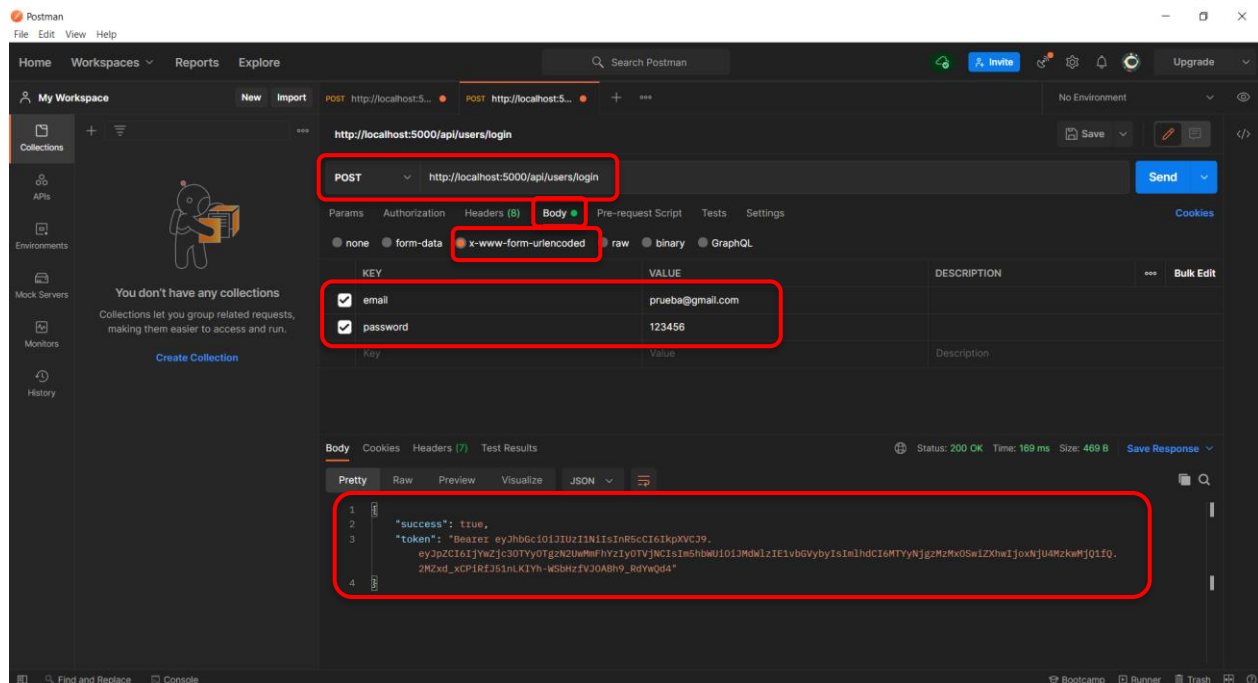 Postman
File Edit View Help
Home Workspaces Reports Explore Search Postman Invite Upgrade
My Workspace New Import POST http://localhost:5... POST http://localhost:5... No Environment
Collections
APIs
Environments
Mock Servers
Monitors
History
You don't have any collections
Collections let you group related requests,
making them easier to access and run.
Create Collection
http://localhost:5000/api/users/login Save
POST http://localhost:5000/api/users/login Send
Params Authorization Headers (8) Body Pre-request Script Tests Settings Cookies
none form-data x-www-form-urlencoded raw binary GraphQL
KEY VALUE DESCRIPTION Bulk Edit
email prueba@gmail.com
password 123456
Key Value Description
Body Cookies Headers (7) Test Results Status: 200 OK Time: 169 ms Size: 469 B Save Response
Pretty Raw Preview Visualize JSON
1 {
2 "success": true,
3 "token": "Bearer eyJhbGciOiJIUzI1NiIsInR5cCI6IkpXVCJ9.
4 }
Find and Replace Console Bootcamp Runner Trash